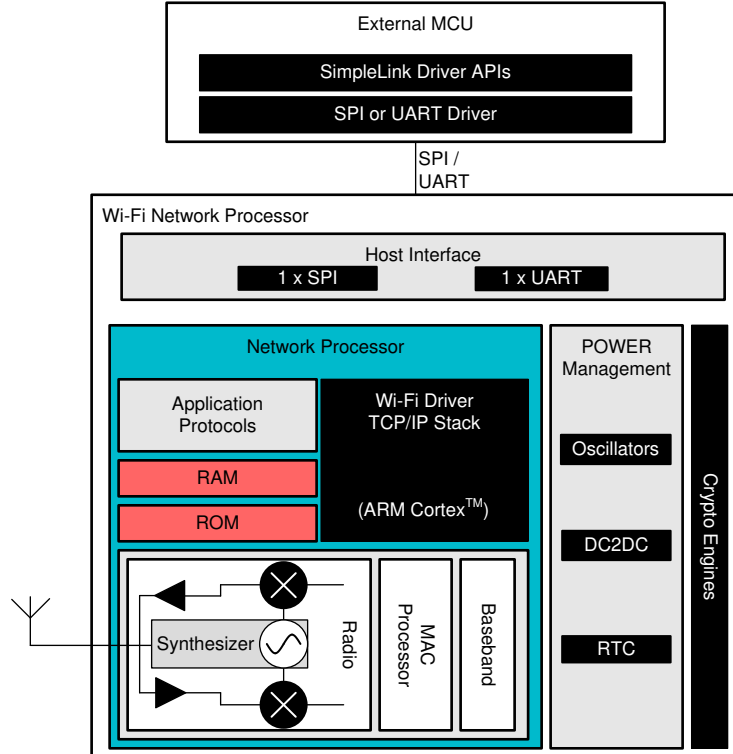 External MCU
SimpleLink Driver APIs
SPI or UART Driver
SPI /
UART
Wi-Fi Network Processor
Host Interface
1 x SPI
1 x UART
Network Processor
Application
Protocols
Wi-Fi Driver
TCP/IP Stack
(ARM Cortex™)
RAM
ROM
Synthesizer
Radio
MAC
Processor
Baseband
POWER
Management
Oscillators
DC2DC
RTC
Crypto Engines